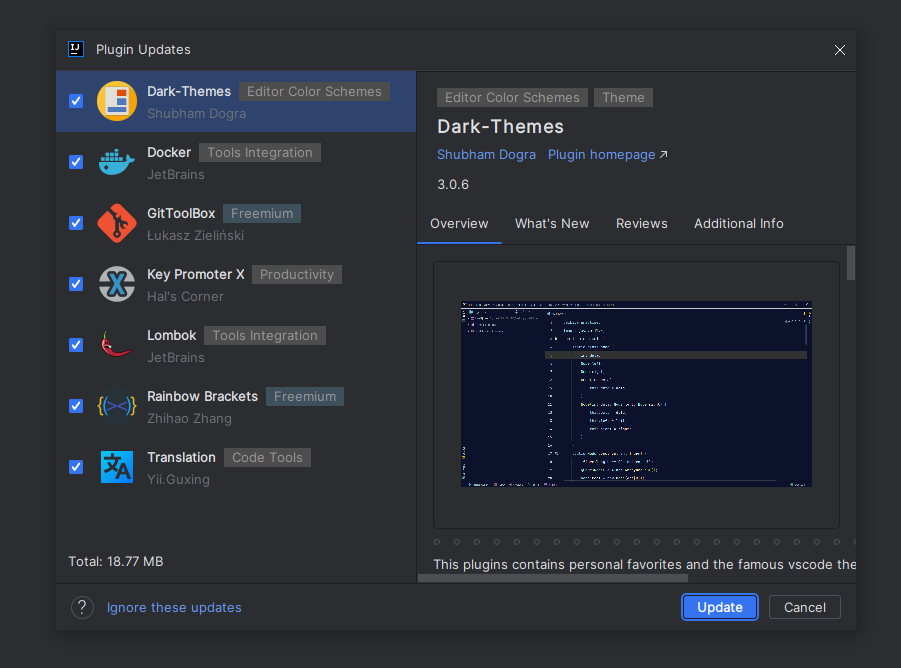 Plugin Updates
Dark-Themes Editor Color Schemes
Shubham Dogra
Docker Tools Integration
JetBrains
GitToolBox Freemium
Łukasz Zieliński
Key Promoter X Productivity
Hal's Corner
Lombok Tools Integration
JetBrains
Rainbow Brackets Freemium
Zhihao Zhang
Translation Code Tools
Yii.Guxing
Total: 18.77 MB
Editor Color Schemes Theme
Dark-Themes
Shubham Dogra Plugin homepage ↗
3.0.6
Overview What's New Reviews Additional Info
This plugins contains personal favorites and the famous vscode the
? Ignore these updates
Update Cancel